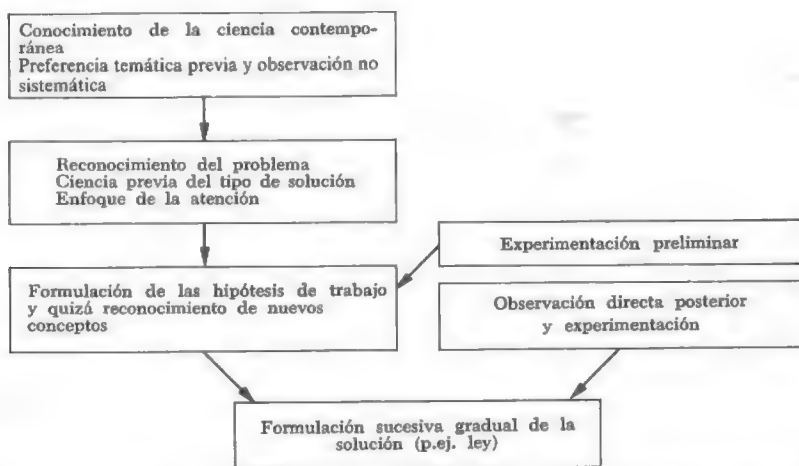 Conocimiento de la ciencia contempo-
ránea
Preferencia temática previa y observación no
sistemática
Reconocimiento del problema
Ciencia previa del tipo de solución
Enfoque de la atención
Experimentación preliminar
Formulación de las hipótesis de trabajo
y quizá reconocimiento de nuevos
conceptos
Observación directa posterior
y experimentación
Formulación sucesiva gradual de la
solución (p.ej. ley)